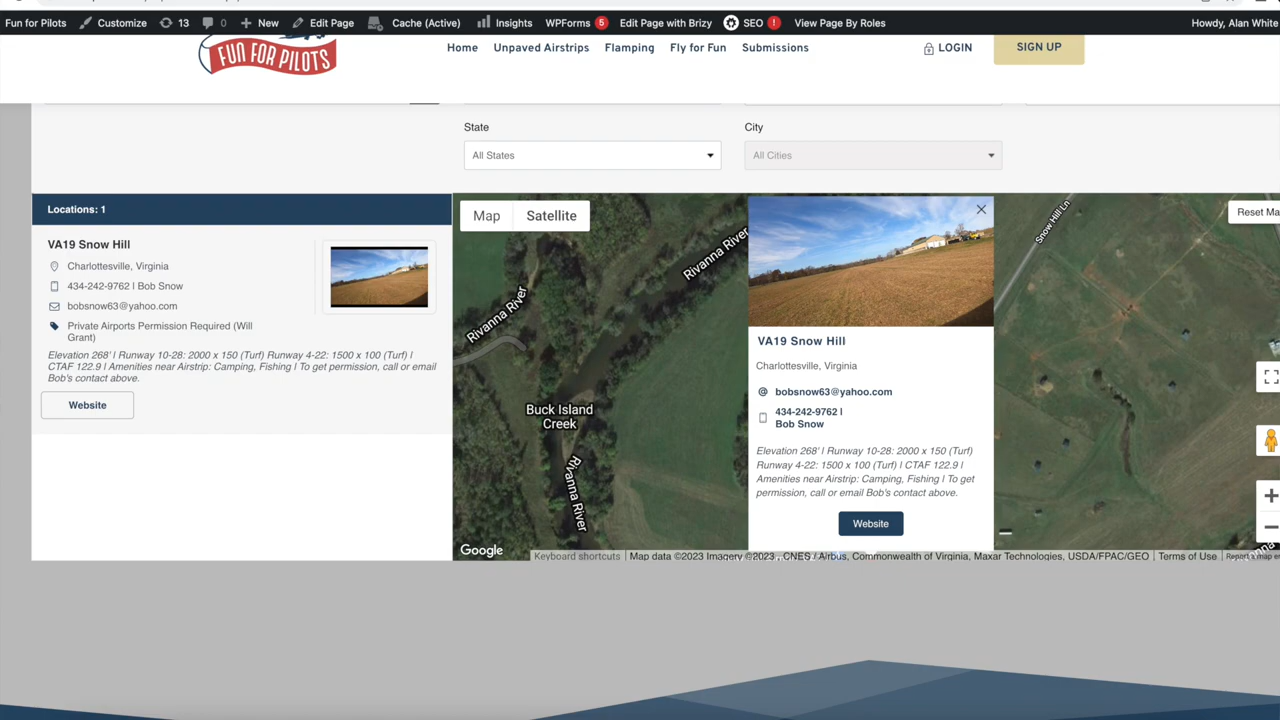 Fun for Pilots Customize 13 0 New Edit Page Cache (Active) Insights WPForms 5 Edit Page with Brizy SEO ! View Page By Roles Howdy, Alan White
FUN FOR PILOTS
Home Unpaved Airstrips Flamping Fly for Fun Submissions LOGIN SIGN UP
State City
All States All Cities
Locations: 1
VA19 Snow Hill
Charlottesville, Virginia
434-242-9762 | Bob Snow
bobsnow63@yahoo.com
Private Airports Permission Required (Will
Grant)
Elevation 268' | Runway 10-28: 2000 x 150 (Turf) Runway 4-22: 1500 x 100 (Turf) |
CTAF 122.9 | Amenities near Airstrip: Camping, Fishing | To get permission, call or email
Bob's contact above.
Website
Map Satellite
Reset Ma
Rivanna River
Rivanna River
Snow Hill Ln
Buck Island
Creek
Rivanna River
VA19 Snow Hill
Charlottesville, Virginia
bobsnow63@yahoo.com
434-242-9762 |
Bob Snow
Elevation 268' | Runway 10-28: 2000 x 150 (Turf)
Runway 4-22: 1500 x 100 (Turf) | CTAF 122.9 |
Amenities near Airstrip: Camping, Fishing | To get
permission, call or email Bob's contact above.
Website
Google
Keyboard shortcuts Map data ©2023 Imagery ©2023 , CNES / Airbus, Commonwealth of Virginia, Maxar Technologies, USDA/FPAC/GEO Terms of Use Report a map er